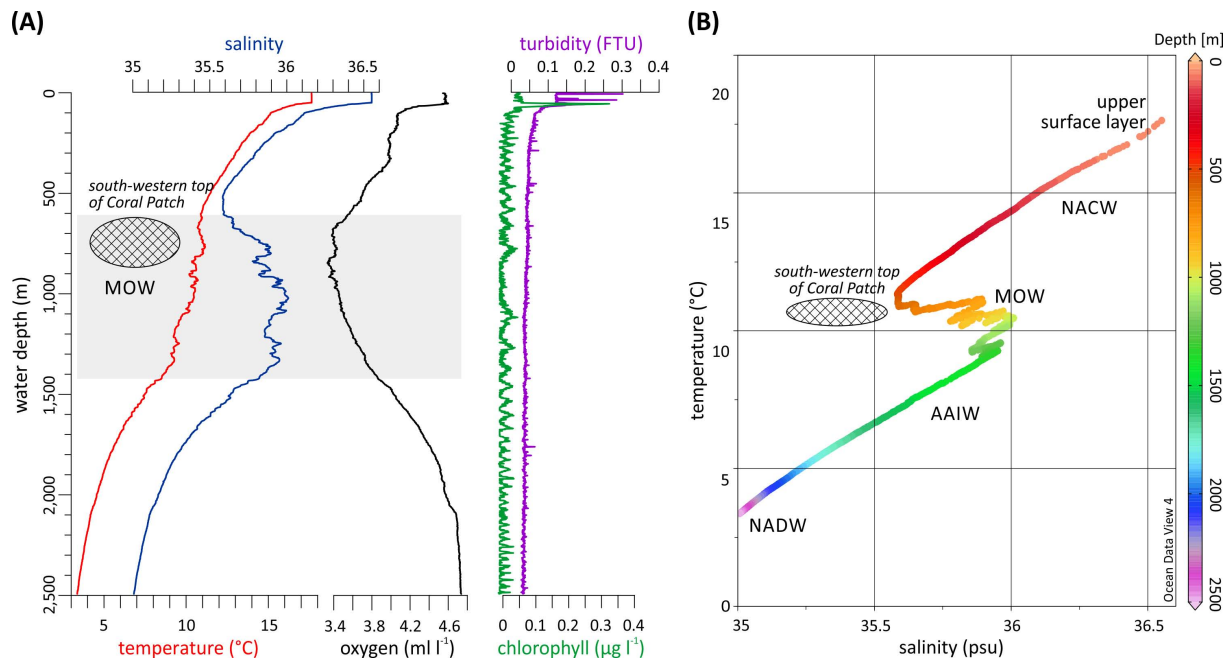 (A)
salinity
35 35.5 36 36.5
turbidity (FTU)
0 0.1 0.2 0.3 0.4
0
500
1,000
1,500
2,000
2,500
water depth (m)
south-western top
of Coral Patch
MOW
5 10 15
temperature (°C)
3.4 3.8 4.2 4.6
oxygen (ml l-1)
0 0.1 0.2 0.3 0.4
chlorophyll (µg l-1)
(B)
Depth [m]
0
500
1000
1500
2000
2500
20
15
10
5
0
temperature (°C)
upper
surface layer
NACW
south-western top
of Coral Patch
MOW
AAIW
NADW
Ocean Data View 4
35 35.5 36 36.5
salinity (psu)